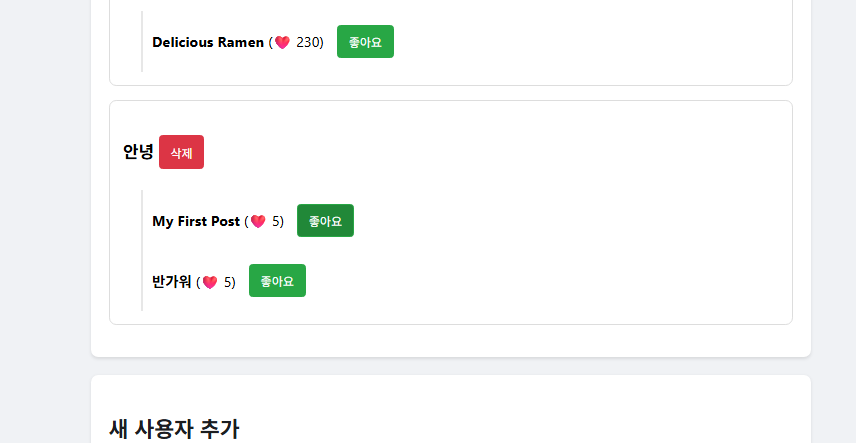 Delicious Ramen (💖 230) 좋아요
안녕 삭제
My First Post (💖 5) 좋아요
반가워 (💖 5) 좋아요
새 사용자 추가